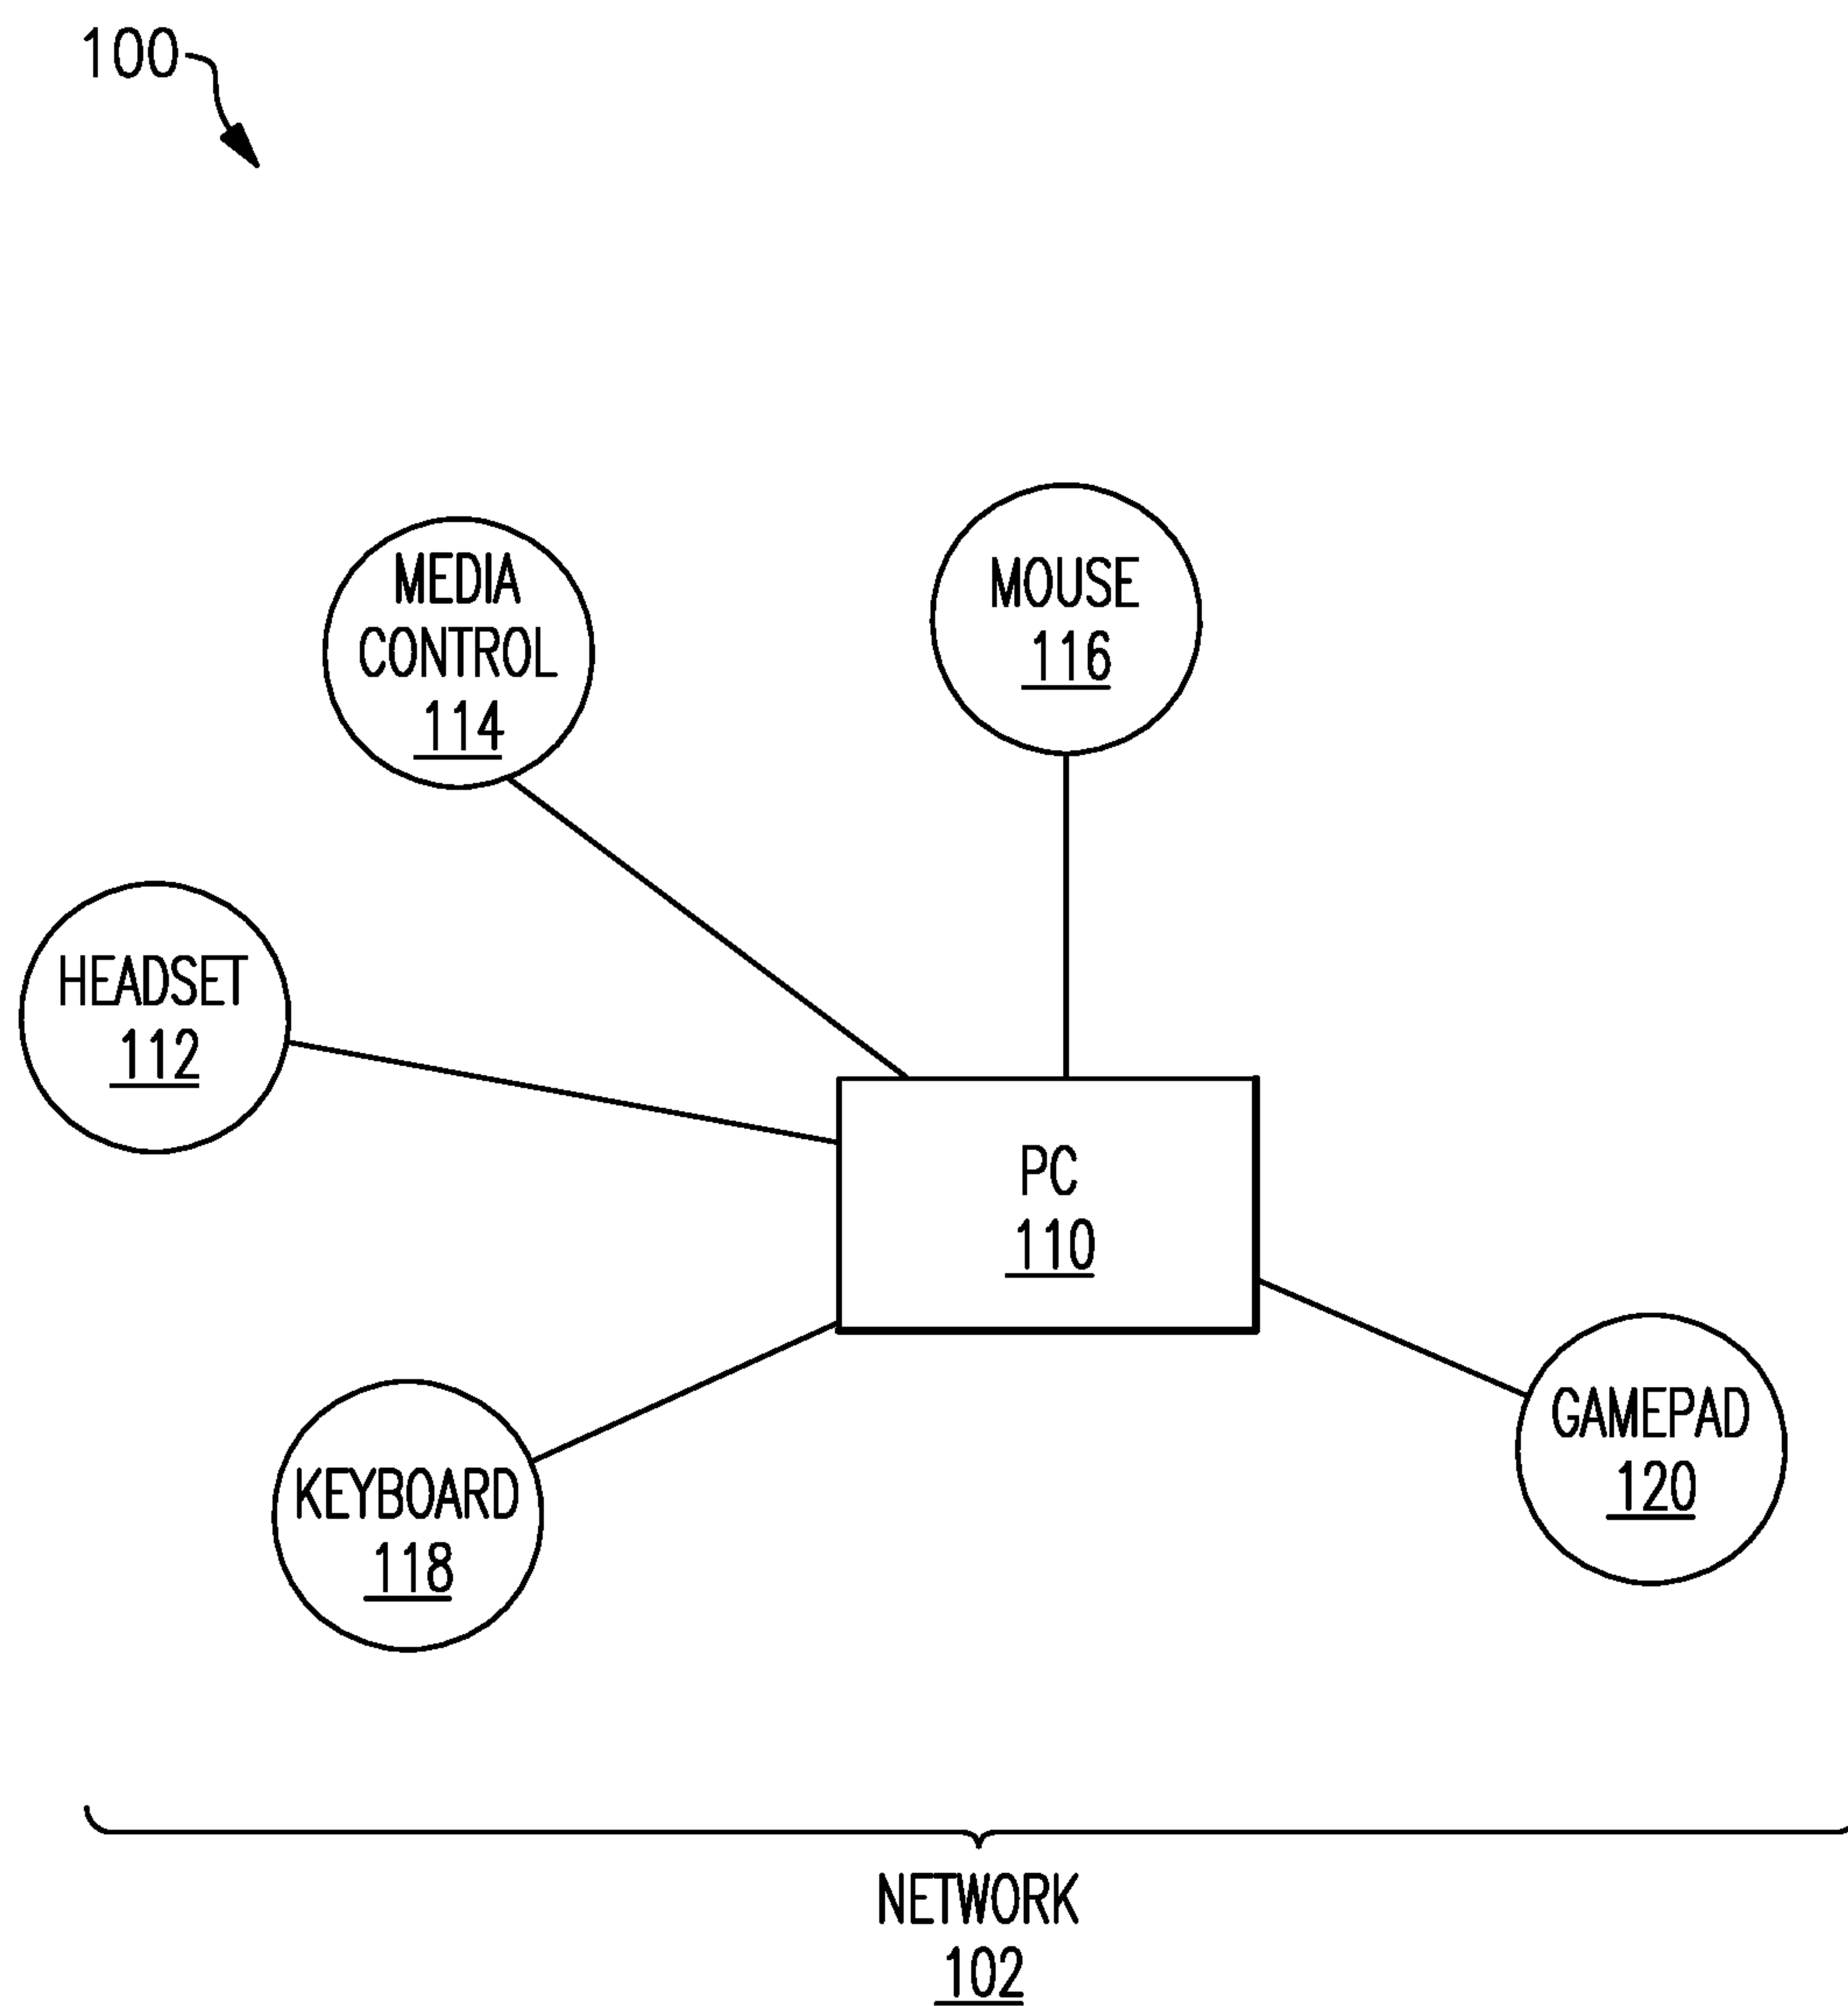 100
MEDIA
CONTROL
114
MOUSE
116
HEADSET
112
PC
110
GAMEPAD
120
KEYBOARD
118
NETWORK
102